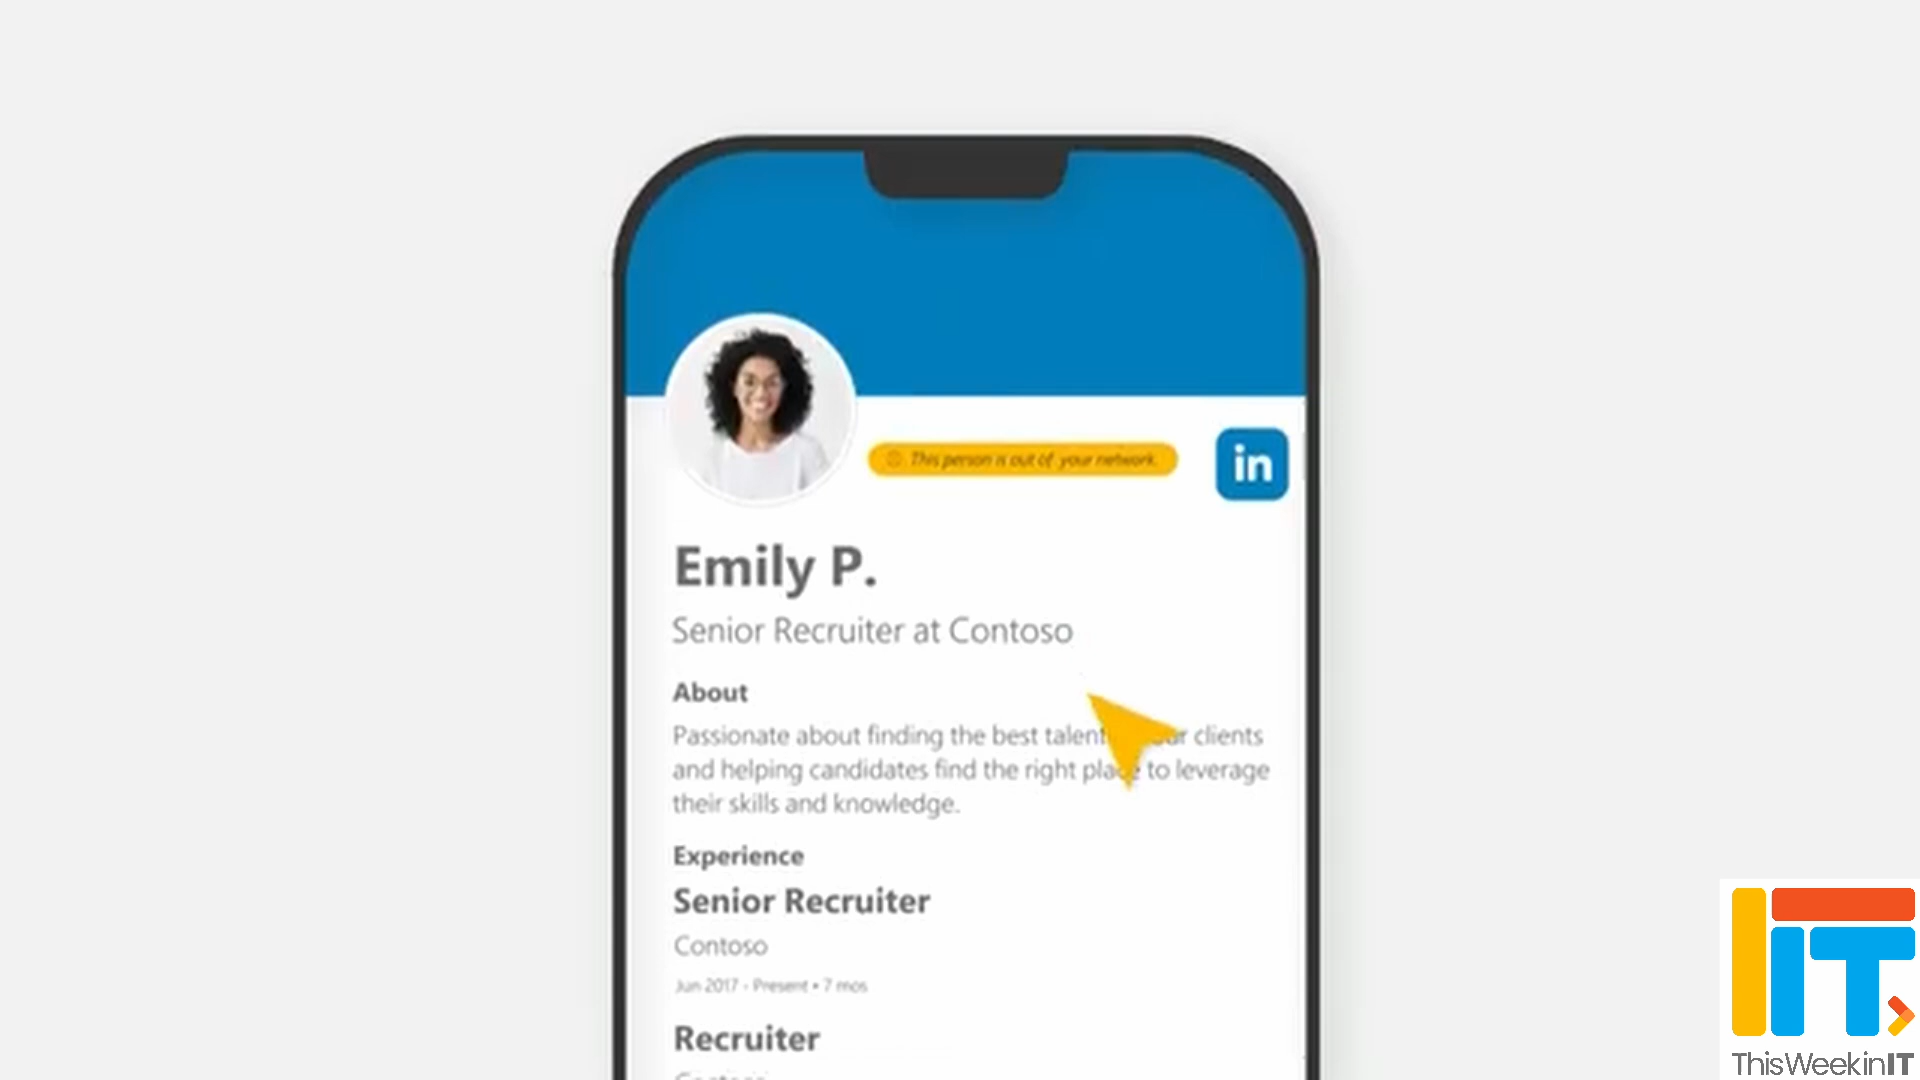 This person is out of your network.
in
Emily P.
Senior Recruiter at Contoso
About
Passionate about finding the best talent clients
and helping candidates find the right place to leverage
their skills and knowledge.
Experience
Senior Recruiter
Contoso
Jun 2017 - Present • 7 mos
Recruiter
IT
ThisWeekinIT